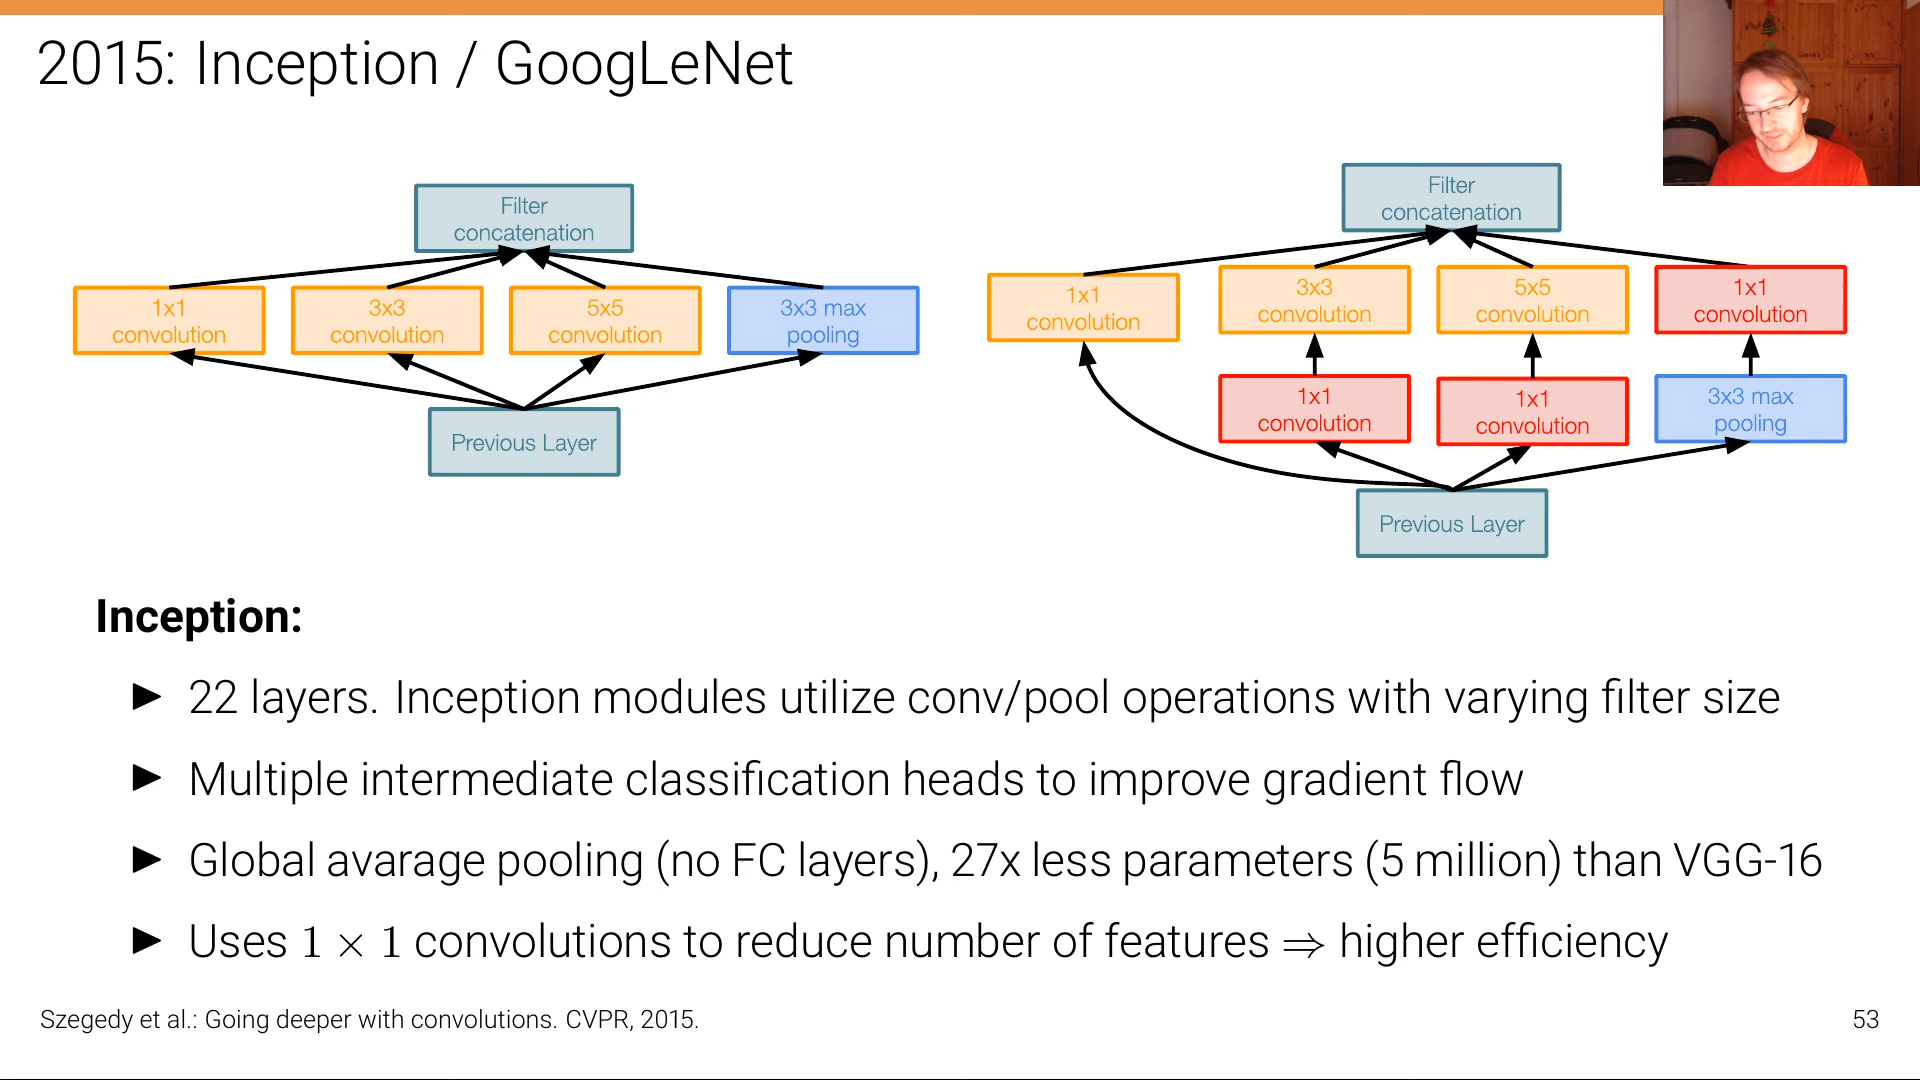 2015: Inception / GoogLeNet
Filter
concatenation
1x1
convolution
3x3
convolution
5x5
convolution
3x3 max
pooling
Previous Layer
Filter
concatenation
1x1
convolution
3x3
convolution
5x5
convolution
1x1
convolution
1x1
convolution
1x1
convolution
3x3 max
pooling
Previous Layer
Inception:
► 22 layers. Inception modules utilize conv/pool operations with varying filter size
► Multiple intermediate classification heads to improve gradient flow
► Global avarage pooling (no FC layers), 27x less parameters (5 million) than VGG-16
► Uses 1 × 1 convolutions to reduce number of features ⇒ higher efficiency
Szegedy et al.: Going deeper with convolutions. CVPR, 2015.
53